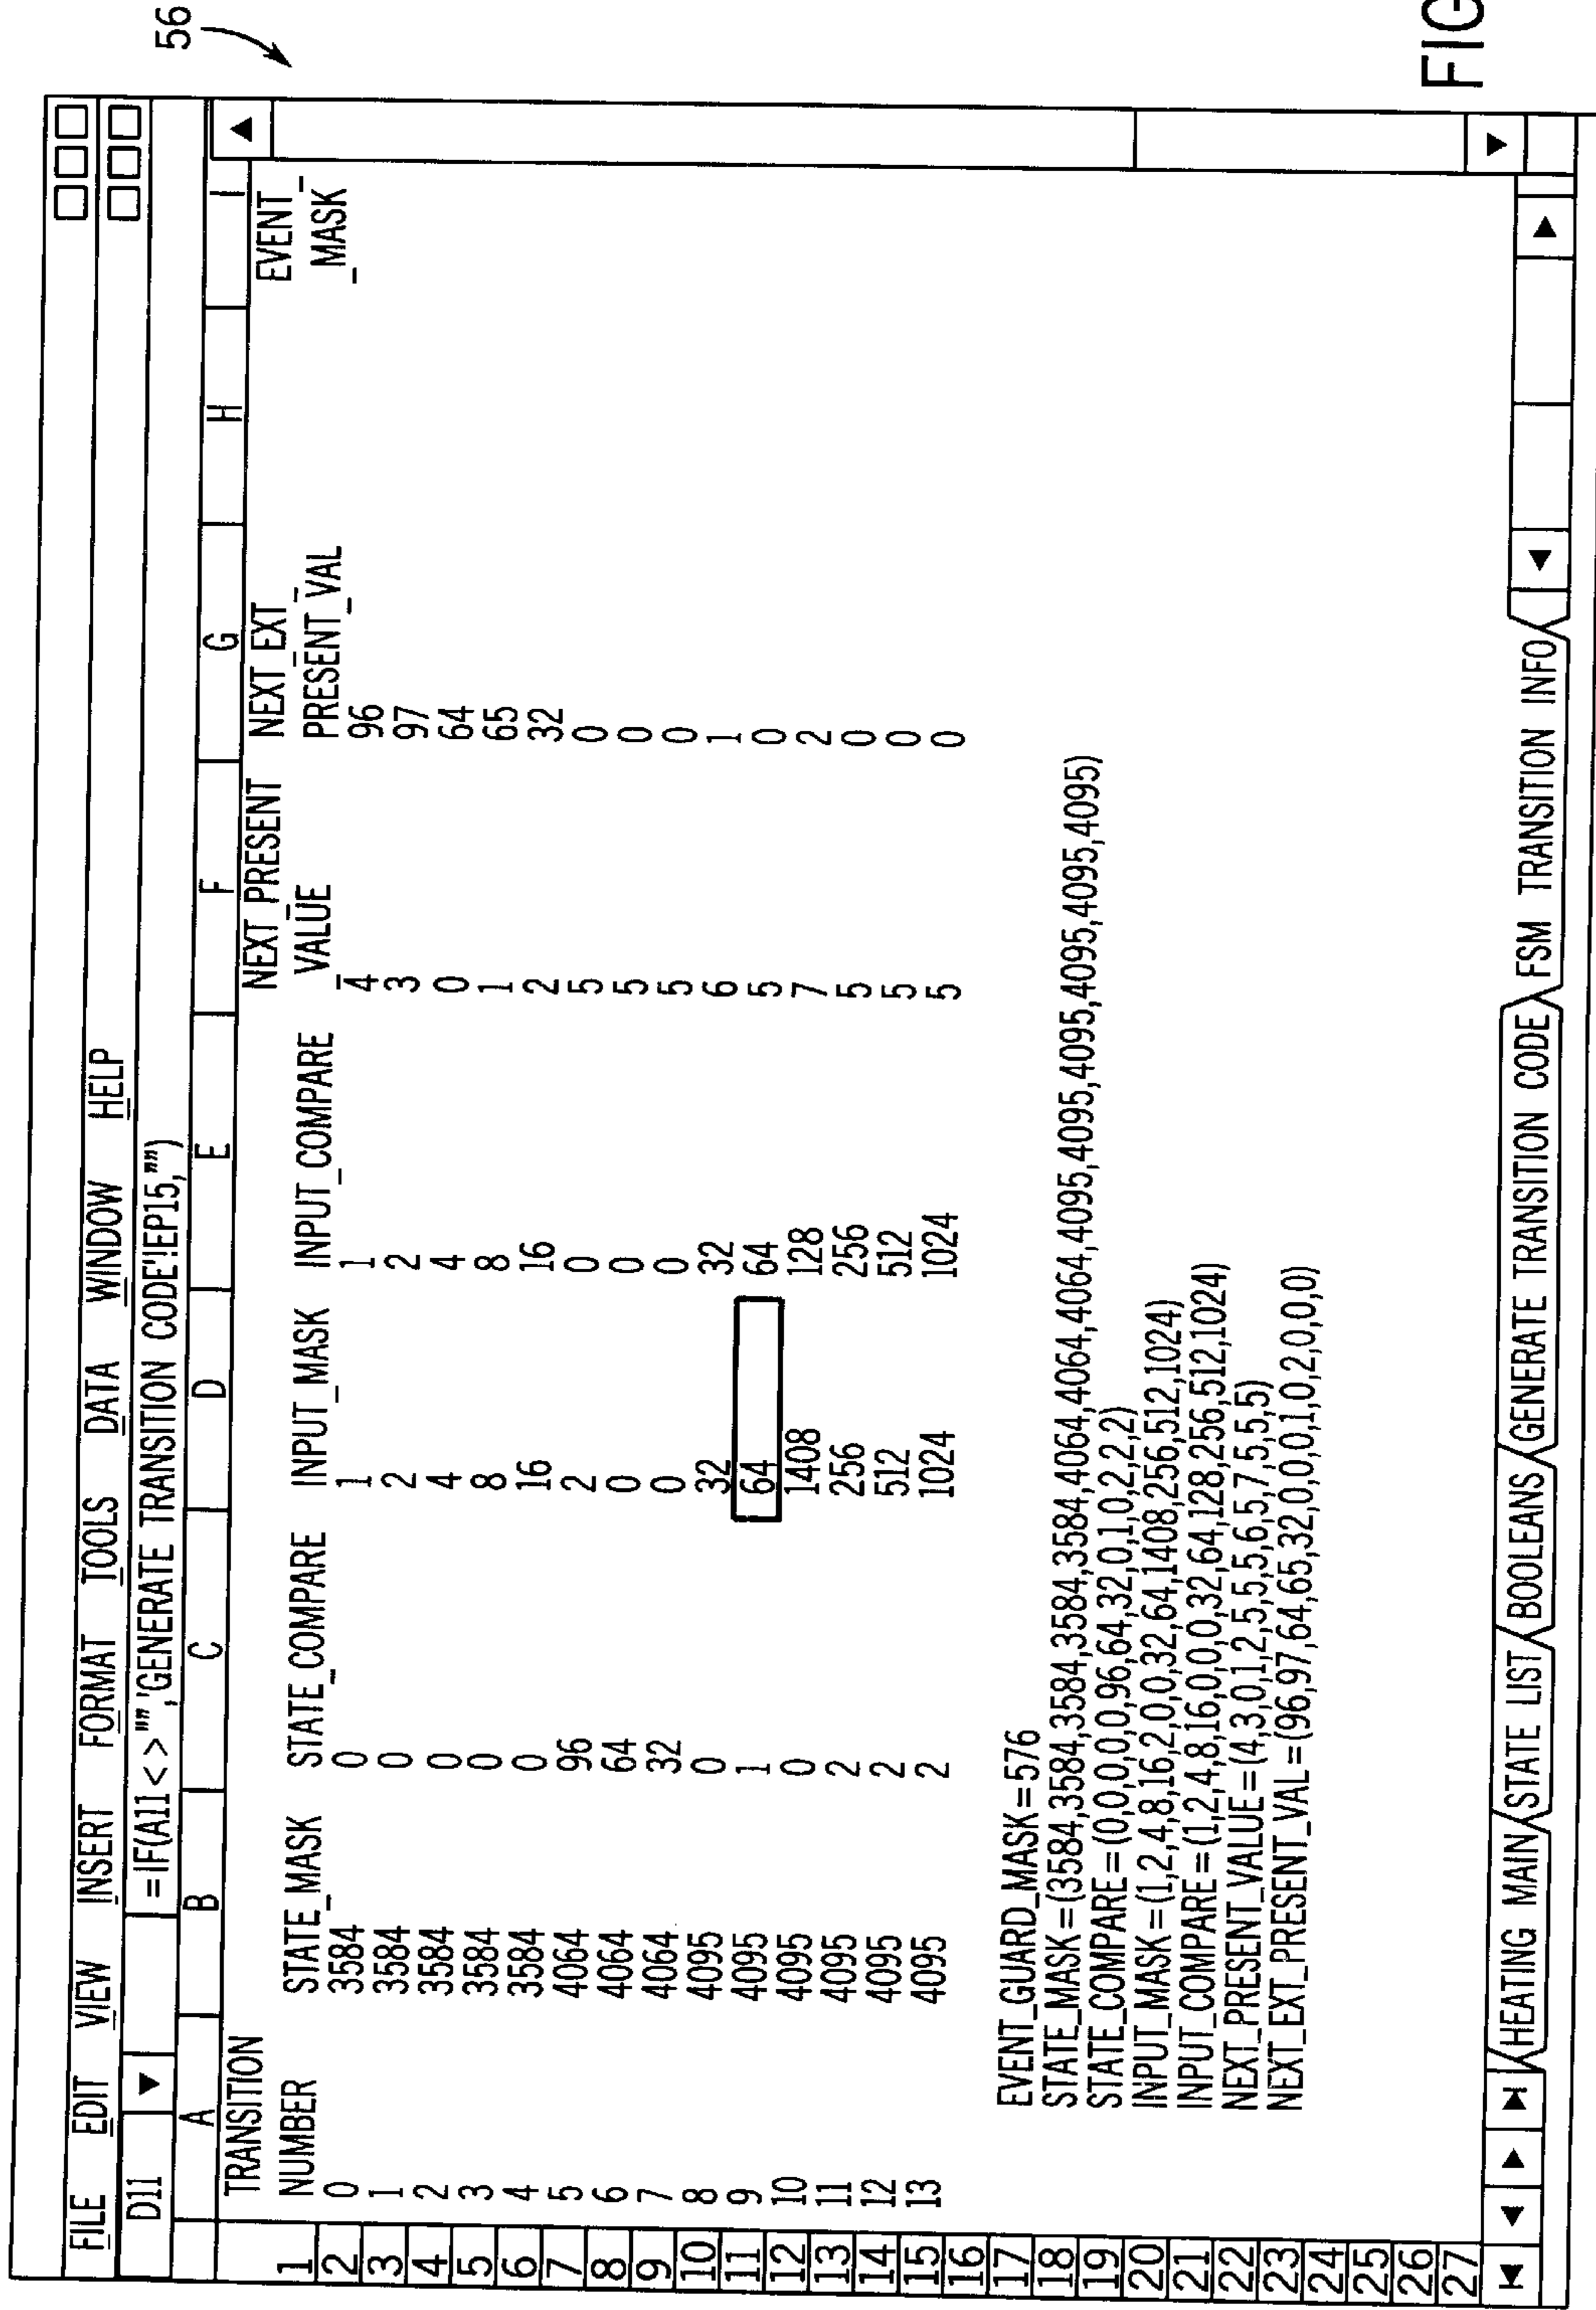 56
FILE EDIT VIEW INSERT FORMAT TOOLS DATA WINDOW HELP
D11 =IF(A11< >"",'GENERATE TRANSITION CODE'!EP15,"")
A B C D E F G H I
TRANSITION NEXT_PRESENT NEXT_EXT_ EVENT_
1 NUMBER STATE_MASK STATE_COMPARE INPUT_MASK INPUT_COMPARE _VALUE PRESENT_VAL _MASK
2 0 3584 0 1 1 4 96
3 1 3584 0 2 2 3 97
4 2 3584 0 4 4 0 64
5 3 3584 0 8 8 1 65
6 4 3584 0 16 16 2 32
7 5 4064 96 2 0 5 0
8 6 4064 64 0 0 5 0
9 7 4064 32 0 0 5 0
10 8 4095 0 32 32 6 1
11 9 4095 1 64 64 5 0
12 10 4095 0 1408 128 7 2
13 11 4095 2 256 256 5 0
14 12 4095 2 512 512 5 0
15 13 4095 2 1024 1024 5 0
16
17 EVENT_GUARD_MASK=576
18 STATE_MASK=(3584,3584,3584,3584,3584,4064,4064,4064,4095,4095,4095,4095,4095,4095)
19 STATE_COMPARE=(0,0,0,0,0,96,64,32,0,1,0,2,2,2)
20 INPUT_MASK=(1,2,4,8,16,2,0,0,32,64,1408,256,512,1024)
21 INPUT_COMPARE=(1,2,4,8,16,0,0,0,32,64,128,256,512,1024)
22 NEXT_PRESENT_VALUE=(4,3,0,1,2,5,5,5,6,5,7,5,5,5)
23 NEXT_EXT_PRESENT_VAL=(96,97,64,65,32,0,0,0,1,0,2,0,0,0)
24
25
26
27
HEATING MAIN STATE LIST BOOLEANS GENERATE TRANSITION CODE FSM TRANSITION INFO
FIG